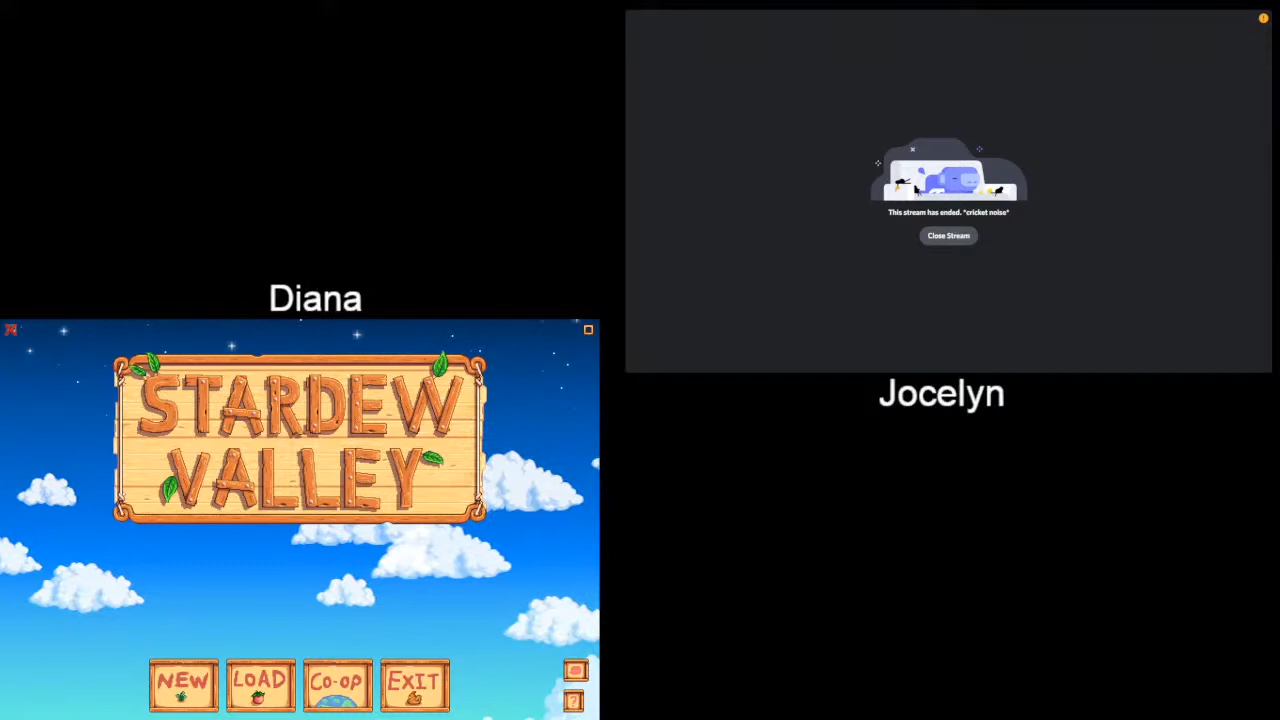 Diana
STARDEW
VALLEY
NEW
LOAD
Co-op
EXIT
?
!
This stream has ended. *cricket noise*
Close Stream
Jocelyn